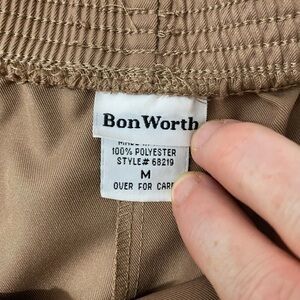 BonWorth
100% POLYESTER
STYLE# 68219
M
OVER FOR CARE